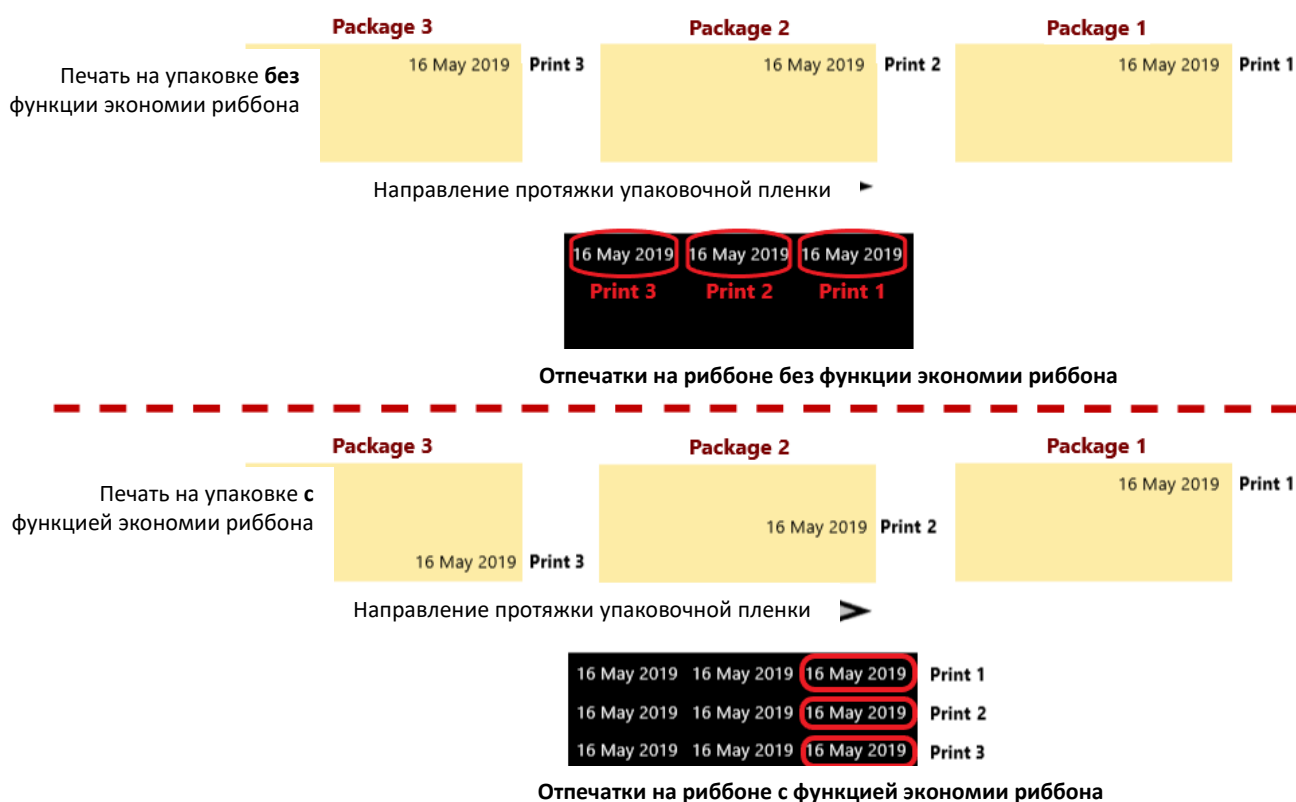 Package 3 Package 2 Package 1
Печать на упаковке без
функции экономии риббона
16 May 2019 Print 3 16 May 2019 Print 2 16 May 2019 Print 1
Направление протяжки упаковочной пленки
16 May 2019 16 May 2019 16 May 2019
Print 3 Print 2 Print 1
Отпечатки на риббоне без функции экономии риббона
Package 3 Package 2 Package 1
Печать на упаковке с
функцией экономии риббона
16 May 2019 Print 1
16 May 2019 Print 2
16 May 2019 Print 3
Направление протяжки упаковочной пленки
16 May 2019 16 May 2019 16 May 2019 Print 1
16 May 2019 16 May 2019 16 May 2019 Print 2
16 May 2019 16 May 2019 16 May 2019 Print 3
Отпечатки на риббоне с функцией экономии риббона